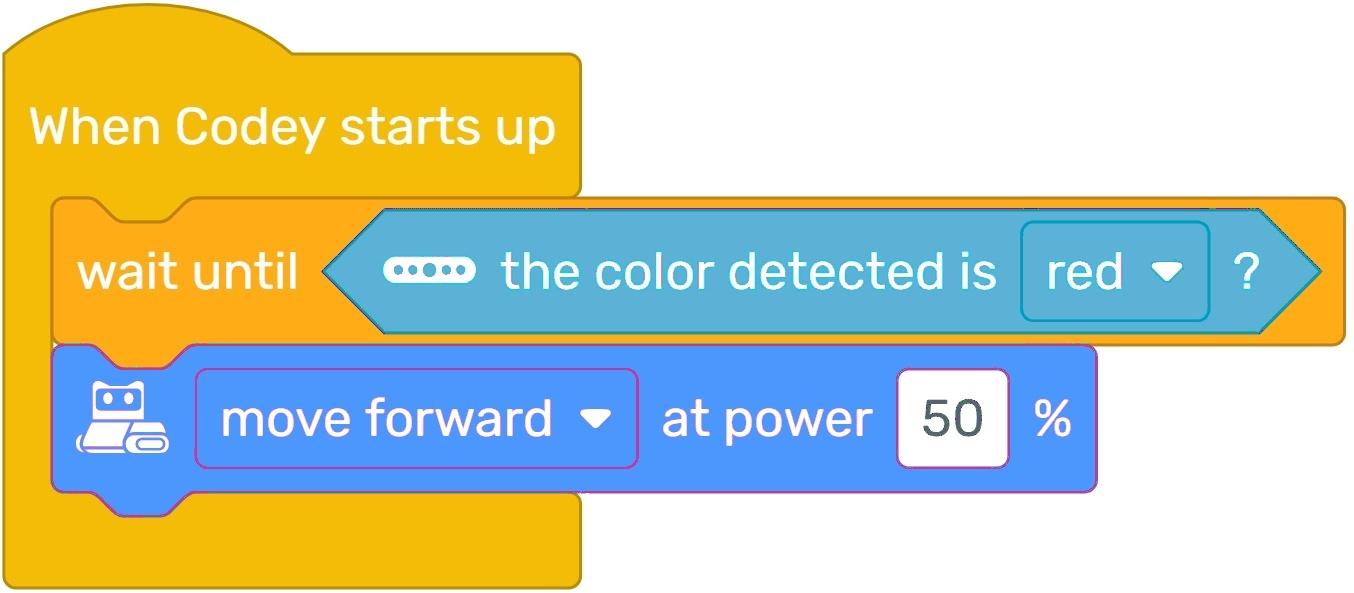 When Codey starts up
wait until the color detected is red ?
move forward at power 50 %